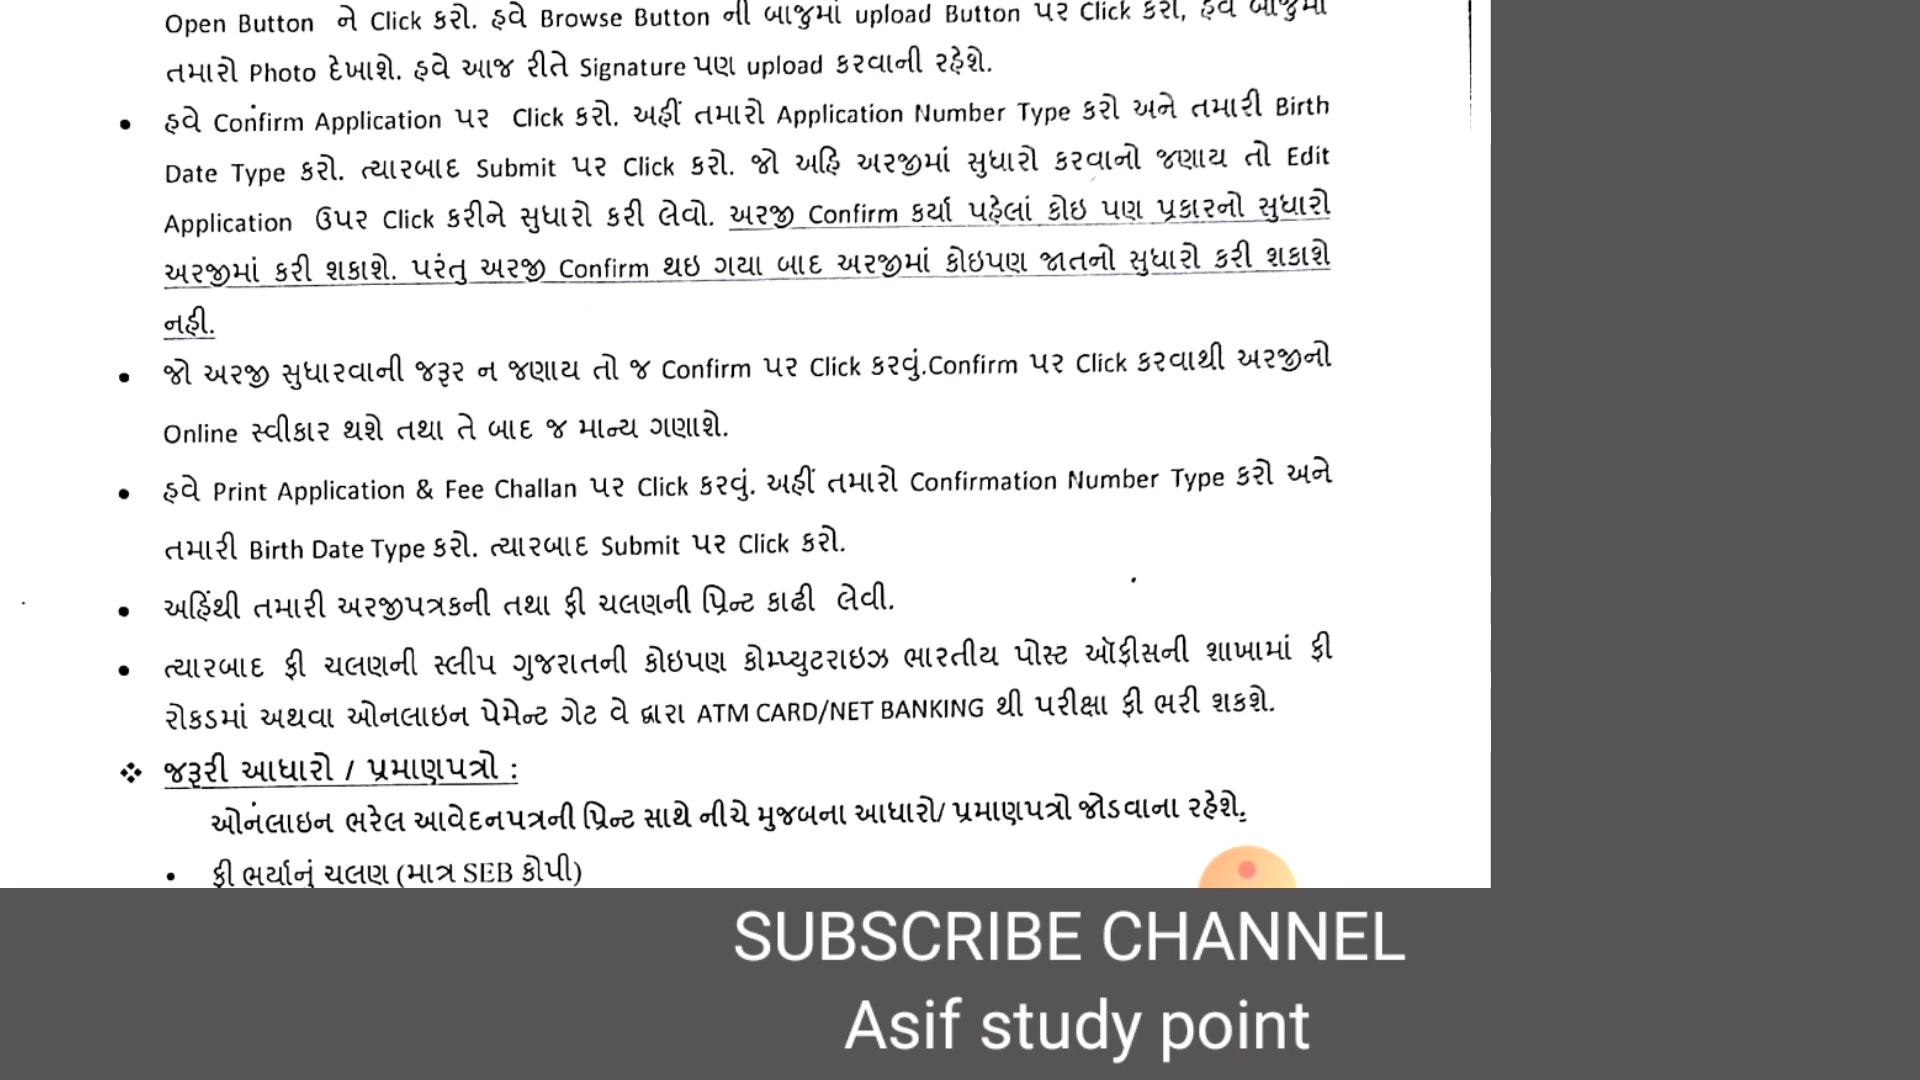 Open Button ને Click કરો. હવે Browse Button ની બાજુમાં upload Button પર Click કરો, હવે બાજુમાં
તમારો Photo દેખાશે. હવે આજ રીતે Signature પણ upload કરવાની રહેશે.
• હવે Confirm Application પર Click કરો. અહીં તમારો Application Number Type કરો અને તમારી Birth
Date Type કરો. ત્યારબાદ Submit પર Click કરો. જો અહિ અરજીમાં સુધારો કરવાનો જણાય તો Edit
Application ઉપર Click કરીને સુધારો કરી લેવો. અરજી Confirm કર્યા પહેલાં કોઇ પણ પ્રકારનો સુધારો
અરજીમાં કરી શકાશે. પરંતુ અરજી Confirm થઇ ગયા બાદ અરજીમાં કોઇપણ જાતનો સુધારો કરી શકાશે
નહી.
• જો અરજી સુધારવાની જરૂર ન જણાય તો જ Confirm પર Click કરવું.Confirm પર Click કરવાથી અરજીનો
Online સ્વીકાર થશે તથા તે બાદ જ માન્ય ગણાશે.
• હવે Print Application & Fee Challan પર Click કરવું. અહીં તમારો Confirmation Number Type કરો અને
તમારી Birth Date Type કરો. ત્યારબાદ Submit પર Click કરો.
• અહિંથી તમારી અરજીપત્રકની તથા ફી ચલણની પ્રિન્ટ કાઢી લેવી.
• ત્યારબાદ ફી ચલણની સ્લીપ ગુજરાતની કોઇપણ કોમ્પ્યુટરાઇઝ ભારતીય પોસ્ટ ઑફીસની શાખામાં ફી
રોકડમાં અથવા ઓનલાઇન પેમેન્ટ ગેટ વે દ્વારા ATM CARD/NET BANKING થી પરીક્ષા ફી ભરી શકશે.
❖ જરૂરી આધારો / પ્રમાણપત્રો :
ઓનલાઇન ભરેલ આવેદનપત્રની પ્રિન્ટ સાથે નીચે મુજબના આધારો/ પ્રમાણપત્રો જોડવાના રહેશે.
• ફી ભર્યાનું ચલણ (માત્ર SEB કોપી)
SUBSCRIBE CHANNEL
Asif study point